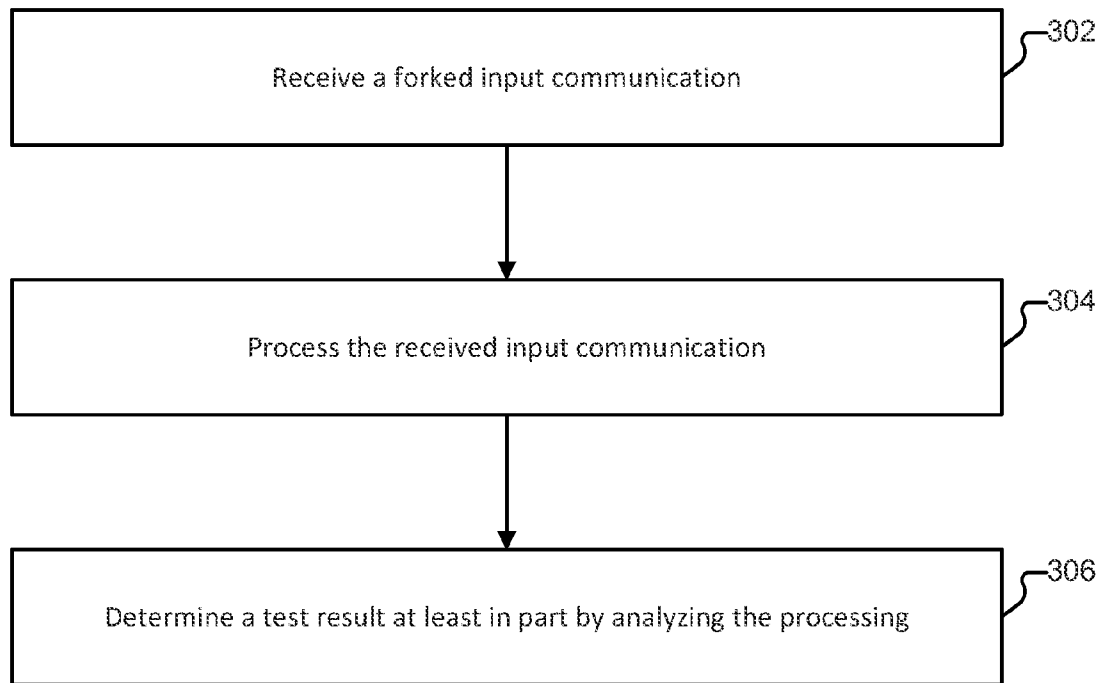 302
Receive a forked input communication
304
Process the received input communication
306
Determine a test result at least in part by analyzing the processing